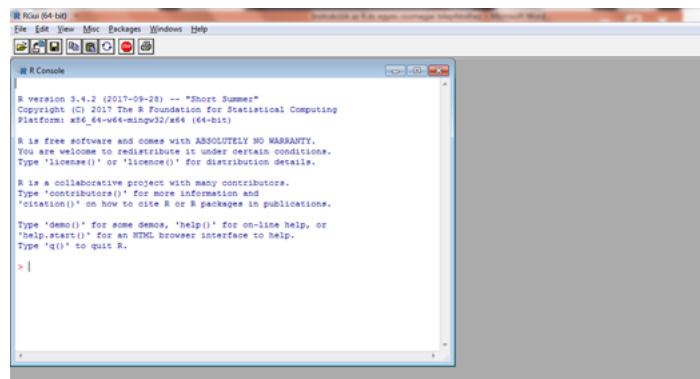 RGui (64-bit)
File Edit View Misc Packages Windows Help
R Console
R version 3.4.2 (2017-09-28) -- "Short Summer"
Copyright (C) 2017 The R Foundation for Statistical Computing
Platform: x86_64-w64-mingw32/x64 (64-bit)
R is free software and comes with ABSOLUTELY NO WARRANTY.
You are welcome to redistribute it under certain conditions.
Type 'license()' or 'licence()' for distribution details.
R is a collaborative project with many contributors.
Type 'contributors()' for more information and
'citation()' on how to cite R or R packages in publications.
Type 'demo()' for some demos, 'help()' for on-line help, or
'help.start()' for an HTML browser interface to help.
Type 'q()' to quit R.
>